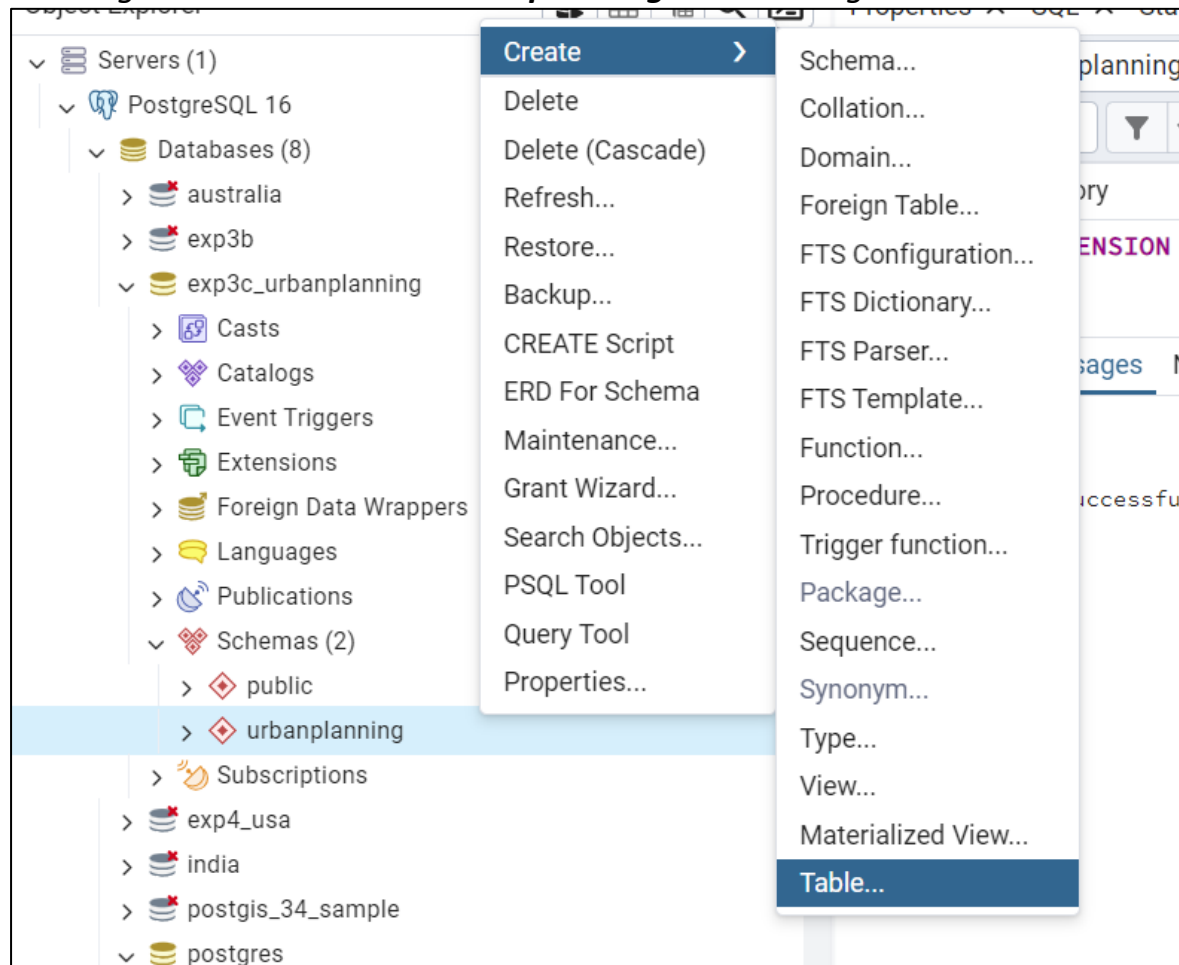 Servers (1)
PostgreSQL 16
Databases (8)
australia
exp3b
exp3c_urbanplanning
Casts
Catalogs
Event Triggers
Extensions
Foreign Data Wrappers
Languages
Publications
Schemas (2)
public
urbanplanning
Subscriptions
exp4_usa
india
postgis_34_sample
postgres
Create
Delete
Delete (Cascade)
Refresh...
Restore...
Backup...
CREATE Script
ERD For Schema
Maintenance...
Grant Wizard...
Search Objects...
PSQL Tool
Query Tool
Properties...
Schema...
Collation...
Domain...
Foreign Table...
FTS Configuration...
FTS Dictionary...
FTS Parser...
FTS Template...
Function...
Procedure...
Trigger function...
Package...
Sequence...
Synonym...
Type...
View...
Materialized View...
Table...
planning
ory
ENSION
sages
uccessfu